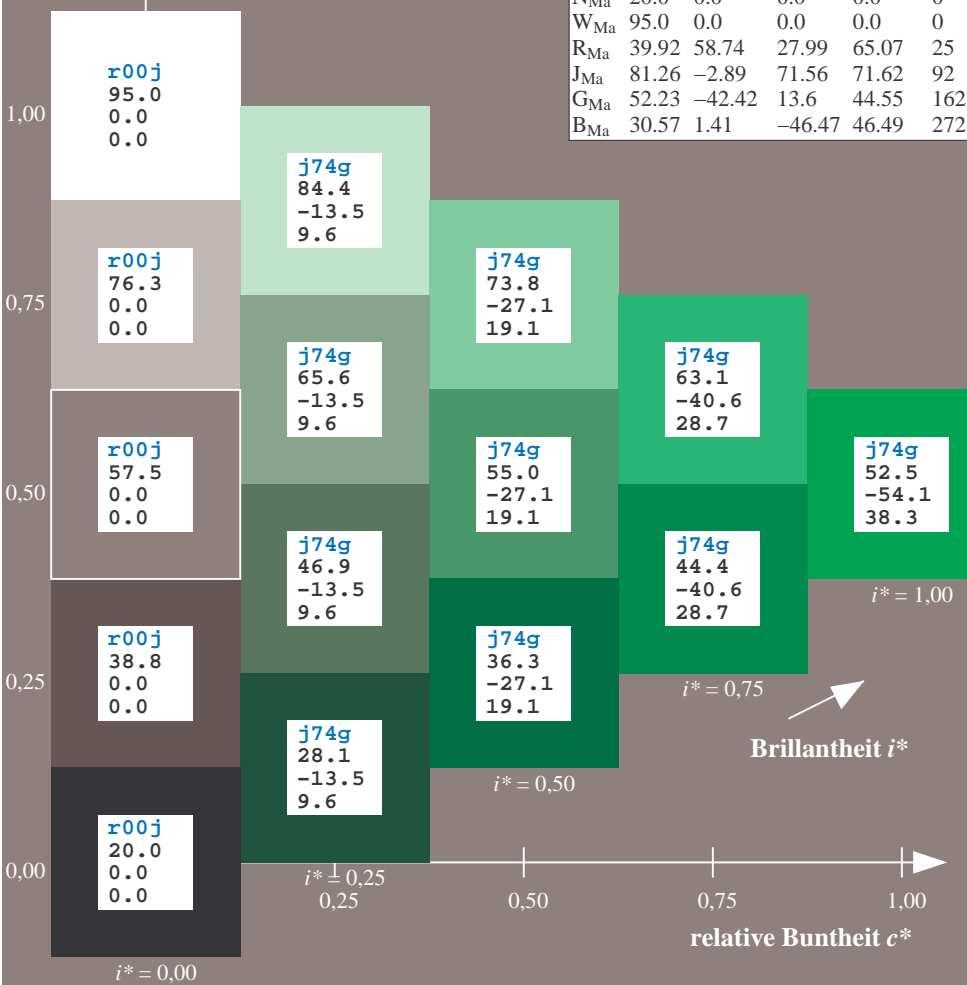 W_Ma 95.0 0.0 0.0 0.0 0
R_Ma 39.92 58.74 27.99 65.07 25
J_Ma 81.26 −2.89 71.56 71.62 92
G_Ma 52.23 −42.42 13.6 44.55 162
B_Ma 30.57 1.41 −46.47 46.49 272
1,00
0,75
0,50
0,25
0,00
r00j
95.0
0.0
0.0
r00j
76.3
0.0
0.0
r00j
57.5
0.0
0.0
r00j
38.8
0.0
0.0
r00j
20.0
0.0
0.0
i* = 0,00
j74g
84.4
-13.5
9.6
j74g
65.6
-13.5
9.6
j74g
46.9
-13.5
9.6
j74g
28.1
-13.5
9.6
i* = 0,25
j74g
73.8
-27.1
19.1
j74g
55.0
-27.1
19.1
j74g
36.3
-27.1
19.1
i* = 0,50
j74g
63.1
-40.6
28.7
j74g
44.4
-40.6
28.7
i* = 0,75
j74g
52.5
-54.1
38.3
i* = 1,00
Brillantheit i*
0,25 0,50 0,75 1,00
relative Buntheit c*